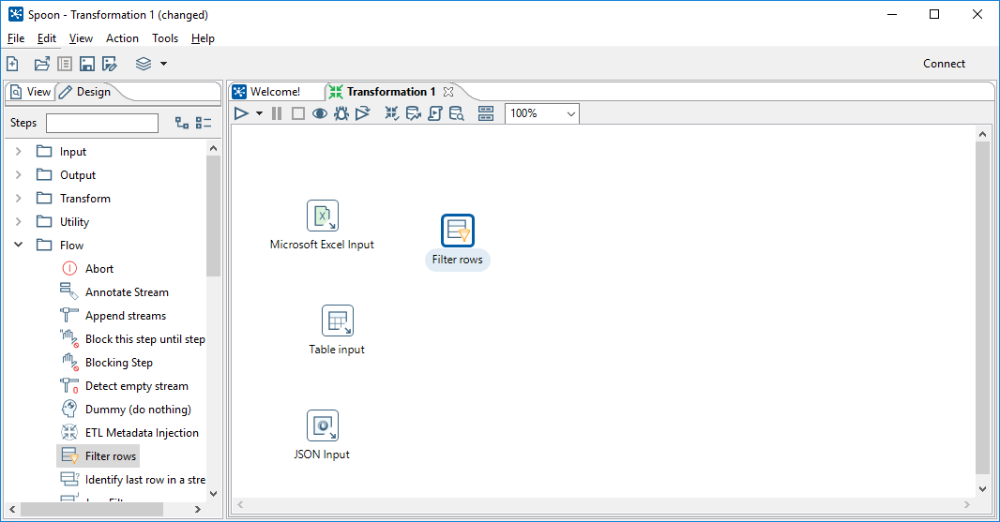 Spoon - Transformation 1 (changed)
File Edit View Action Tools Help
Connect
View Design
Welcome! Transformation 1
Steps
100%
Input
Output
Transform
Utility
Flow
Abort
Annotate Stream
Append streams
Block this step until step
Blocking Step
Detect empty stream
Dummy (do nothing)
ETL Metadata Injection
Filter rows
Identify last row in a stre
Microsoft Excel Input
Filter rows
Table input
JSON Input